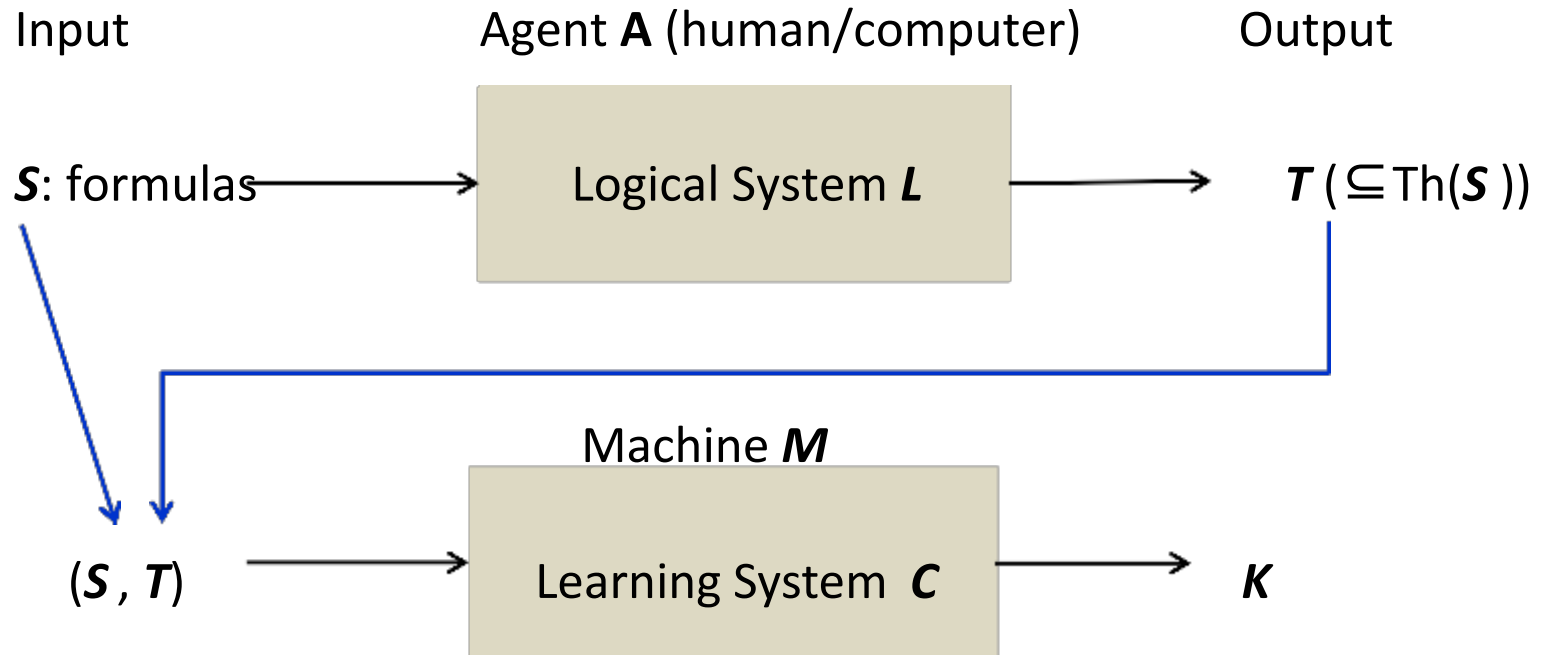 Input Agent A (human/computer) Output
S: formulas Logical System L T (⊆Th(S ))
Machine M
(S , T) Learning System C K